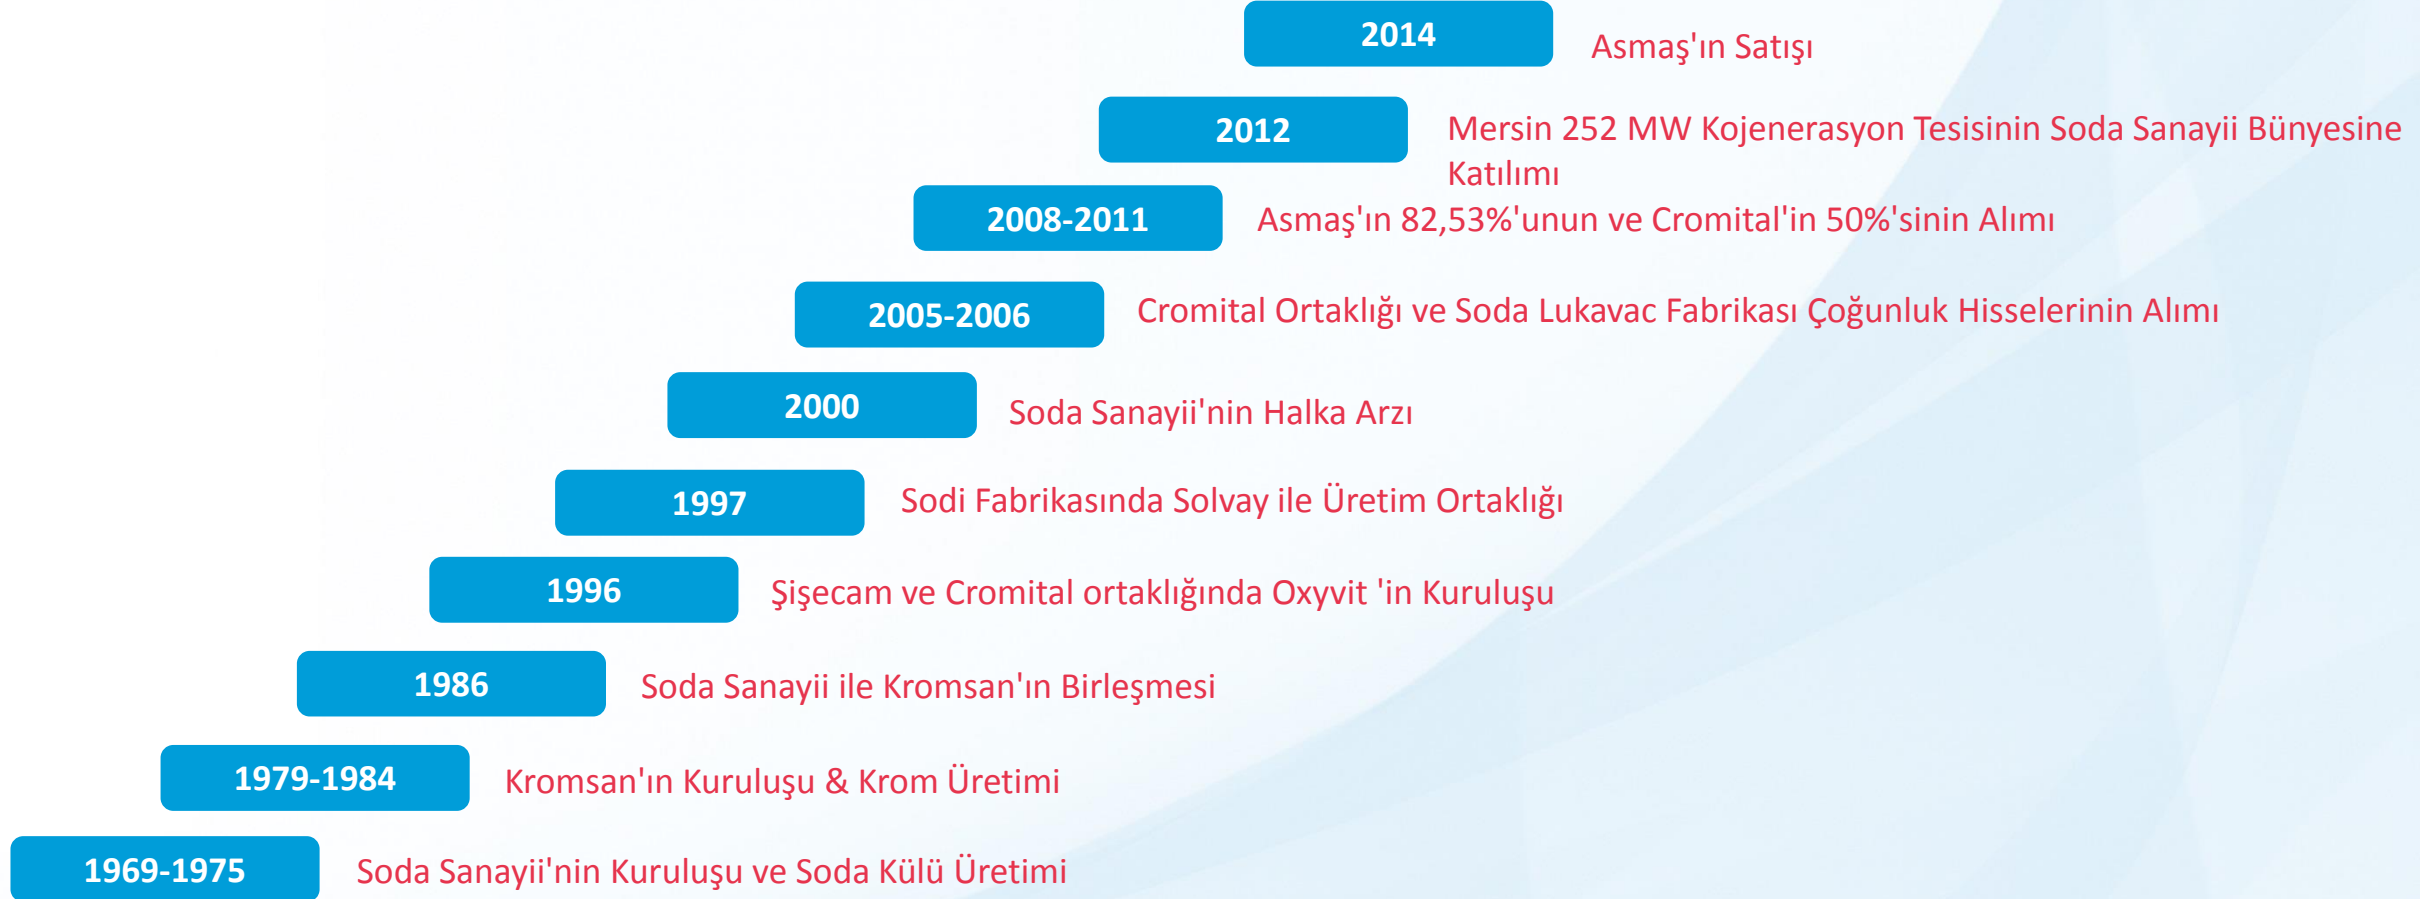 2014
Asmaş'ın Satışı
2012
Mersin 252 MW Kojenerasyon Tesisinin Soda Sanayii Bünyesine
Katılımı
2008-2011
Asmaş'ın 82,53%'unun ve Cromital'in 50%'sinin Alımı
2005-2006
Cromital Ortaklığı ve Soda Lukavac Fabrikası Çoğunluk Hisselerinin Alımı
2000
Soda Sanayii'nin Halka Arzı
1997
Sodi Fabrikasında Solvay ile Üretim Ortaklığı
1996
Şişecam ve Cromital ortaklığında Oxyvit 'in Kuruluşu
1986
Soda Sanayii ile Kromsan'ın Birleşmesi
1979-1984
Kromsan'ın Kuruluşu & Krom Üretimi
1969-1975
Soda Sanayii'nin Kuruluşu ve Soda Külü Üretimi